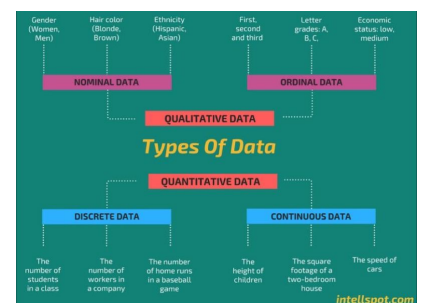 Gender
(Women,
Men)
Hair color
(Blonde,
Brown)
Ethnicity
(Hispanic,
Asian)
First,
second
and third
Letter
grades: A,
B, C,
Economic
status: low,
medium
NOMINAL DATA
ORDINAL DATA
QUALITATIVE DATA
Types Of Data
QUANTITATIVE DATA
DISCRETE DATA
CONTINUOUS DATA
The
number of
students
in a class
The
number of
workers in
a company
The number
of home runs
in a baseball
game
The
height of
children
The square
footage of a
two-bedroom
house
The speed of
cars
intellspot.com